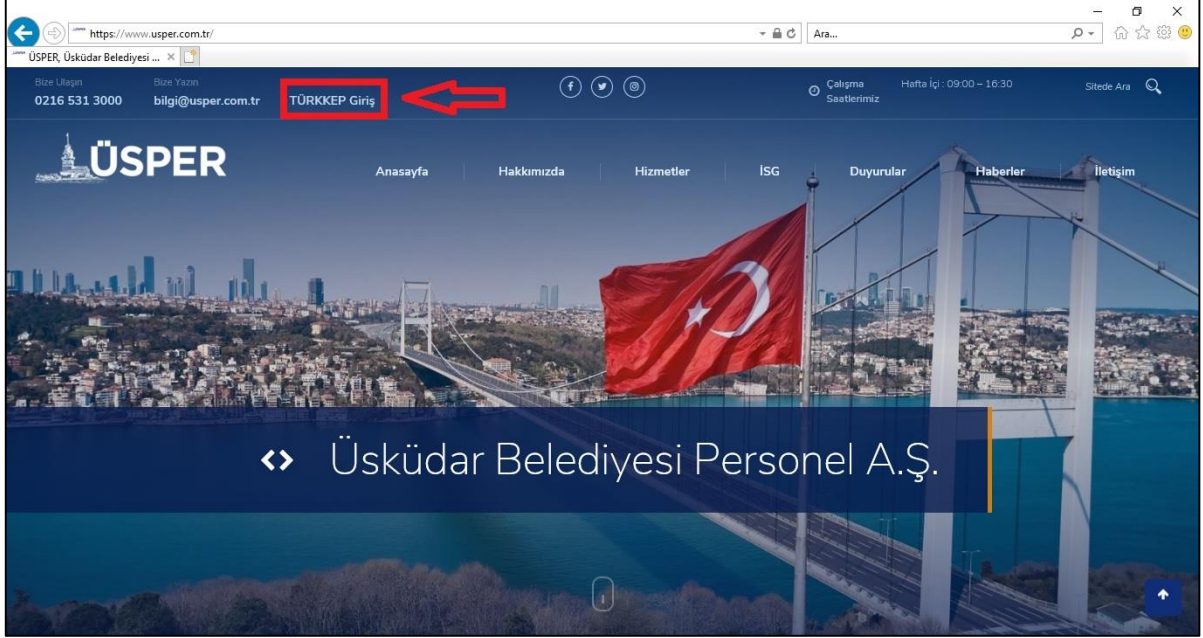 https://www.usper.com.tr/
Ara...
ÜSPER, Üsküdar Belediyesi ...
Bize Ulaşın
0216 531 3000
Bize Yazın
bilgi@usper.com.tr
TÜRKKEP Giriş
Çalışma
Saatlerimiz
Hafta İçi : 09:00 – 16:30
Sitede Ara
ÜSPER
Anasayfa
Hakkımızda
Hizmetler
İSG
Duyurular
Haberler
İletişim
Üsküdar Belediyesi Personel A.Ş.